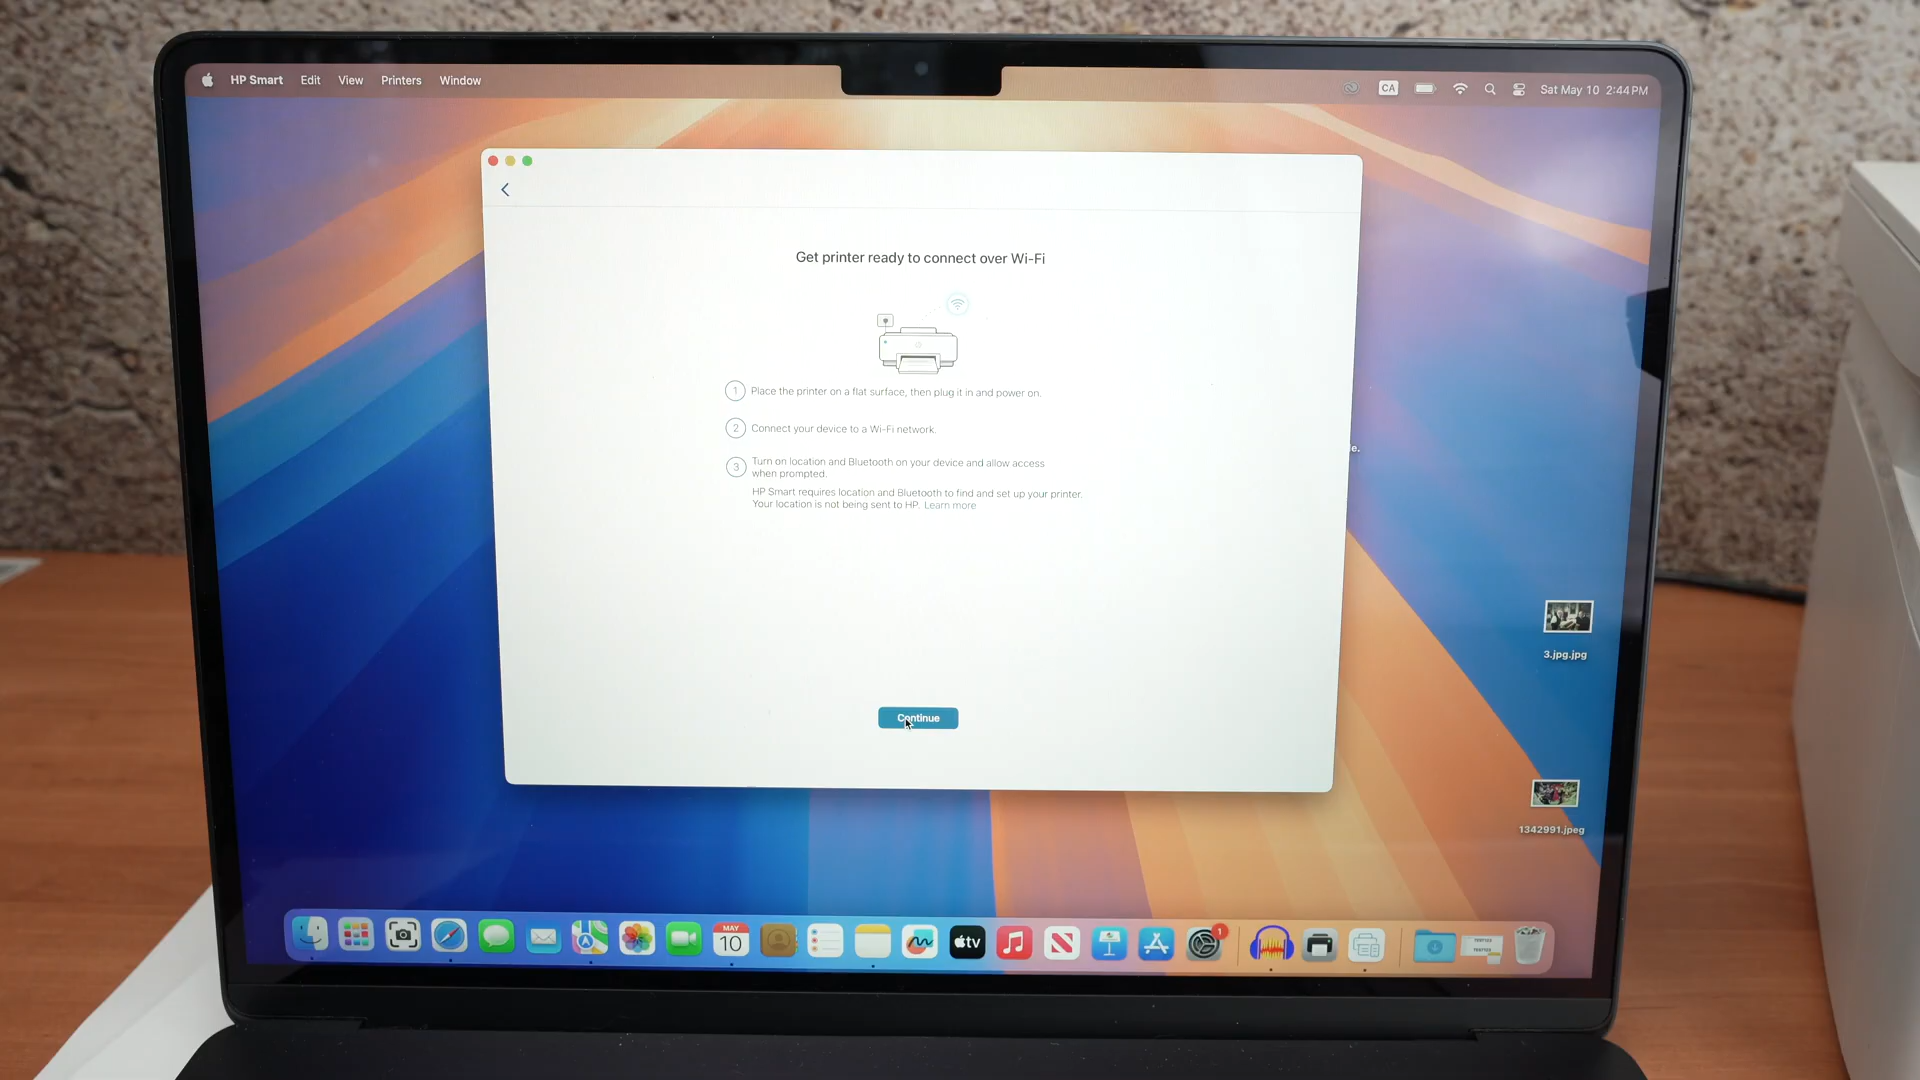 HP Smart Edit View Printers Window
CA
Sat May 10 2:44 PM
Get printer ready to connect over Wi-Fi
1 Place the printer on a flat surface, then plug it in and power on.
2 Connect your device to a Wi-Fi network.
3 Turn on location and Bluetooth on your device and allow access
when prompted.
HP Smart requires location and Bluetooth to find and set up your printer.
Your location is not being sent to HP. Learn more
Continue
e.
3.jpg.jpg
1342991.jpeg
MAY
10
tv
1